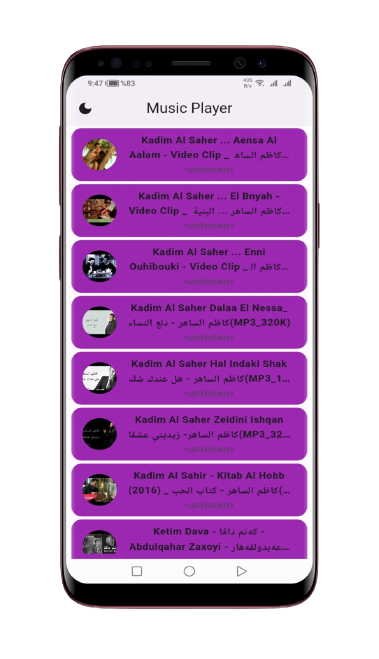 9:47 %83 435 B/s
Music Player
Kadim Al Saher ... Aensa Al
Aalam - Video Clip _ كاظم الساهـ...
<unknown>
Kadim Al Saher ... El Bnyah -
Video Clip _ كاظم الساهر ... البنية...
<unknown>
Kadim Al Saher ... Enni
Ouhibouki - Video Clip _ كاظم الـ...
<unknown>
Kadim Al Saher Dalaa El Nessa_
كاظم الساهر - دلع النساء(MP3_320K)
<unknown>
Kadim Al Saher Hal Indaki Shak
كاظم الساهر - هل عندك شك(MP3_1...
<unknown>
Kadim Al Saher Zeidini Ishqan
كاظم الساهر- زيديني عشقا(MP3_32...
<unknown>
Kadim Al Sahir - Kitab Al Hobb
(2016) _ كاظم الساهر - كتاب الحب(...
<unknown>
Ketim Dava - كەتم داڤا -
Abdulqahar Zaxoyi - عەبدولقەهار...